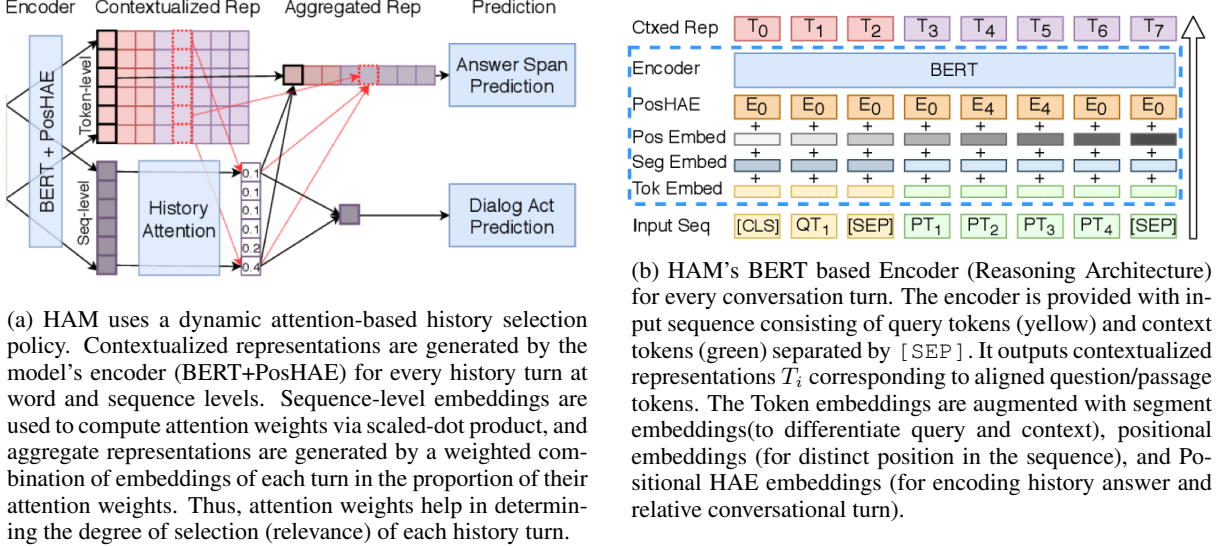 Encoder Contextualized Rep Aggregated Rep Prediction
BERT + PosHAE
Token-level
Seq-level
History
Attention
0.1
0.1
0.1
0.1
0.2
0.4
Answer Span
Prediction
Dialog Act
Prediction
(a) HAM uses a dynamic attention-based history selection
policy. Contextualized representations are generated by the
model's encoder (BERT+PosHAE) for every history turn at
word and sequence levels. Sequence-level embeddings are
used to compute attention weights via scaled-dot product, and
aggregate representations are generated by a weighted com-
bination of embeddings of each turn in the proportion of their
attention weights. Thus, attention weights help in determin-
ing the degree of selection (relevance) of each history turn.
Ctxed Rep T0 T1 T2 T3 T4 T5 T6 T7
Encoder BERT
PosHAE E0 E0 E0 E0 E4 E4 E0 E0
+ + + + + + + +
Pos Embed
+ + + + + + + +
Seg Embed
+ + + + + + + +
Tok Embed
Input Seq [CLS] QT1 [SEP] PT1 PT2 PT3 PT4 [SEP]
(b) HAM's BERT based Encoder (Reasoning Architecture)
for every conversation turn. The encoder is provided with in-
put sequence consisting of query tokens (yellow) and context
tokens (green) separated by [SEP]. It outputs contextualized
representations Ti corresponding to aligned question/passage
tokens. The Token embeddings are augmented with segment
embeddings(to differentiate query and context), positional
embeddings (for distinct position in the sequence), and Po-
sitional HAE embeddings (for encoding history answer and
relative conversational turn).